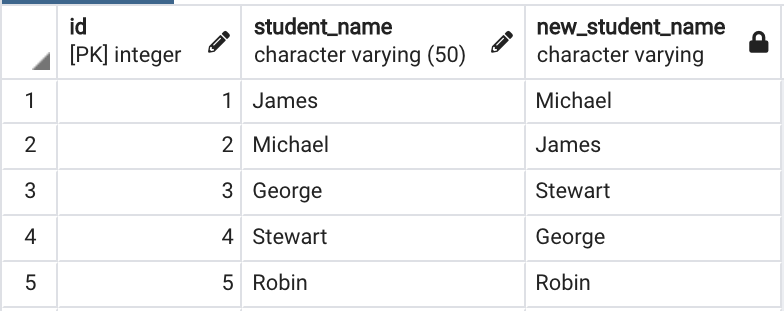 id student_name new_student_name
[PK] integer character varying (50) character varying
1 1 James Michael
2 2 Michael James
3 3 George Stewart
4 4 Stewart George
5 5 Robin Robin